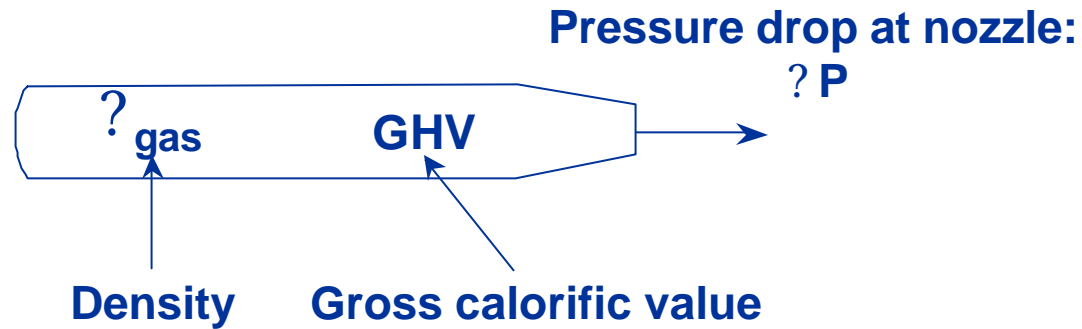 Pressure drop at nozzle:
? P
?gas
GHV
Density
Gross calorific value